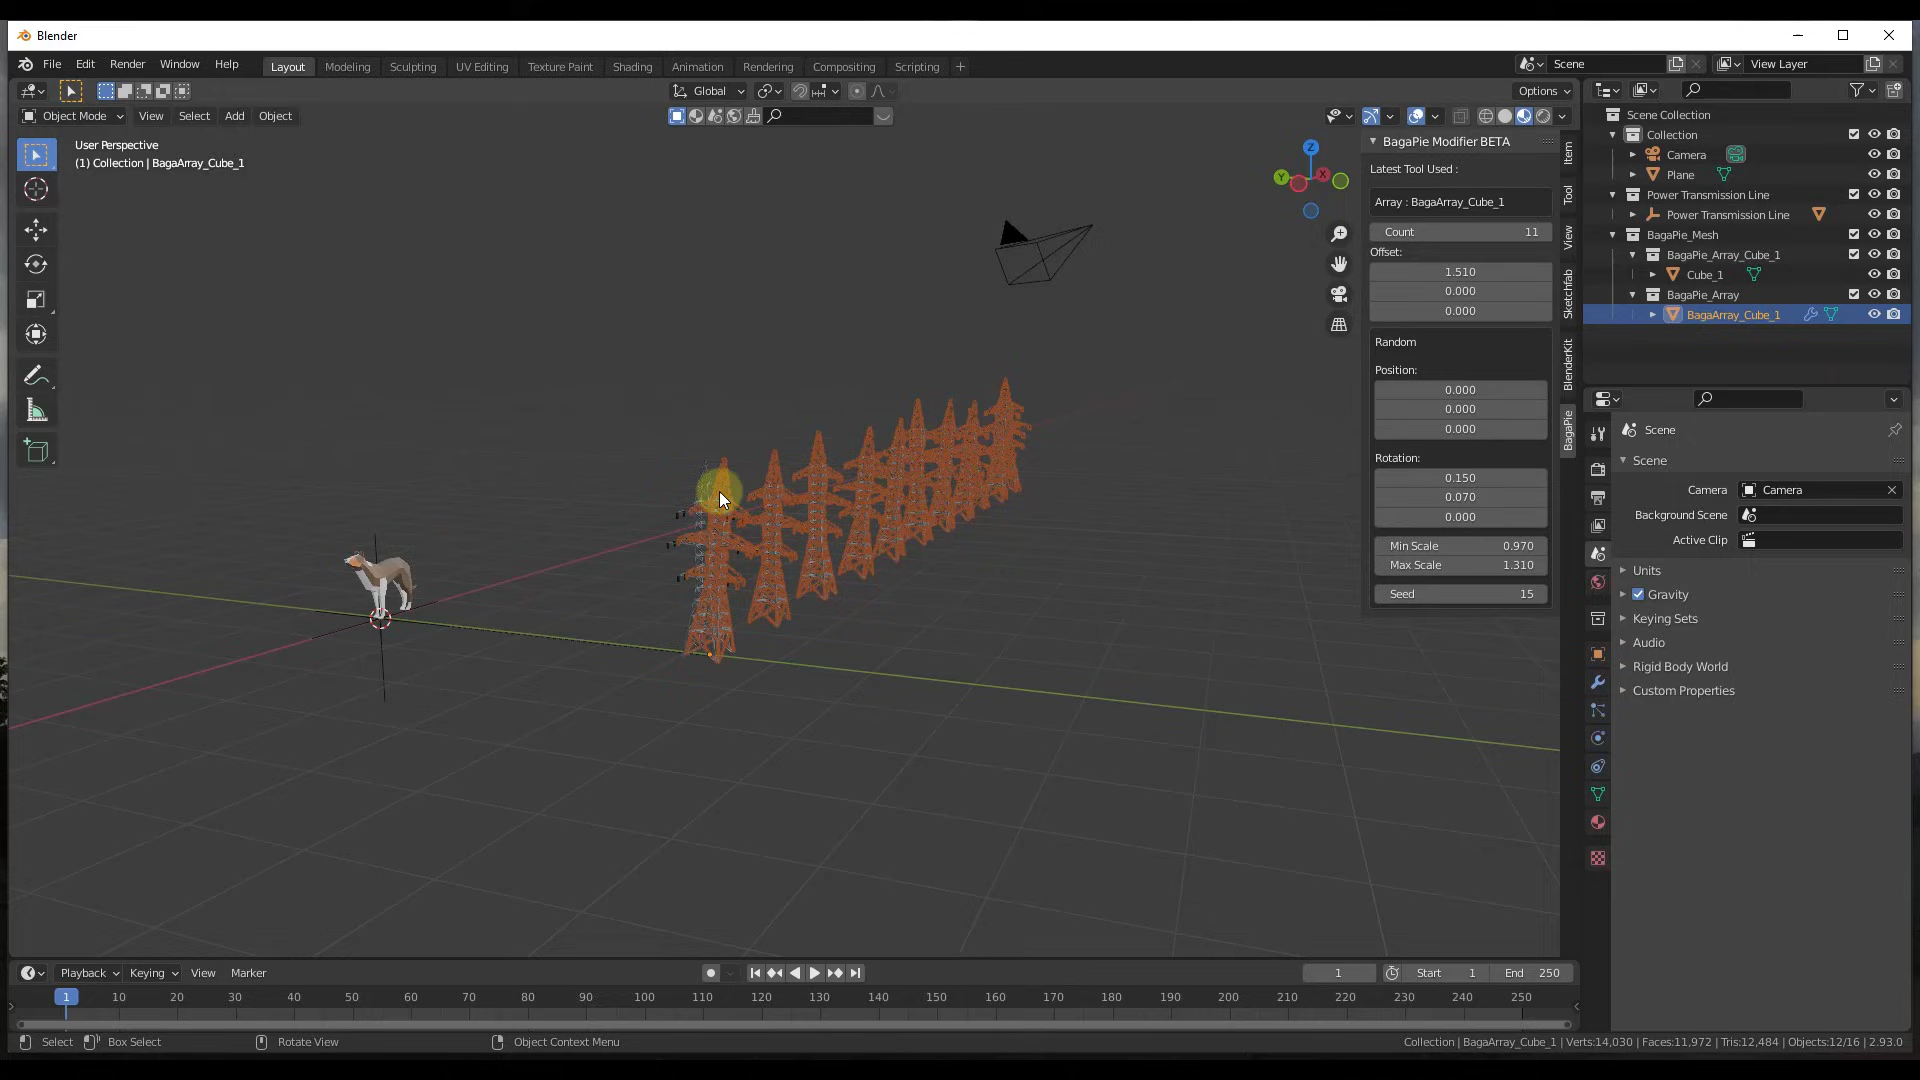 Blender
File Edit Render Window Help
Layout Modeling Sculpting UV Editing Texture Paint Shading Animation Rendering Compositing Scripting +
Scene
View Layer
Global
Options
Object Mode View Select Add Object
User Perspective
(1) Collection | BagaArray_Cube_1
Z
Y
X
BagaPie Modifier BETA
Latest Tool Used :
Array : BagaArray_Cube_1
Count 11
Offset:
1.510
0.000
0.000
Random
Position:
0.000
0.000
0.000
Rotation:
0.150
0.070
0.000
Min Scale 0.970
Max Scale 1.310
Seed 15
Item
Tool
View
Sketchfab
BlenderKit
BagaPie
Scene Collection
Collection
Camera
Plane
Power Transmission Line
Power Transmission Line
BagaPie_Mesh
BagaPie_Array_Cube_1
Cube_1
BagaPie_Array
BagaArray_Cube_1
Scene
Scene
Camera Camera
Background Scene
Active Clip
Units
Gravity
Keying Sets
Audio
Rigid Body World
Custom Properties
Playback Keying View Marker
1 Start 1 End 250
1 10 20 30 40 50 60 70 80 90 100 110 120 130 140 150 160 170 180 190 200 210 220 230 240 250
Select Box Select Rotate View Object Context Menu
Collection | BagaArray_Cube_1 | Verts:14,030 | Faces:11,972 | Tris:12,484 | Objects:12/16 | 2.93.0